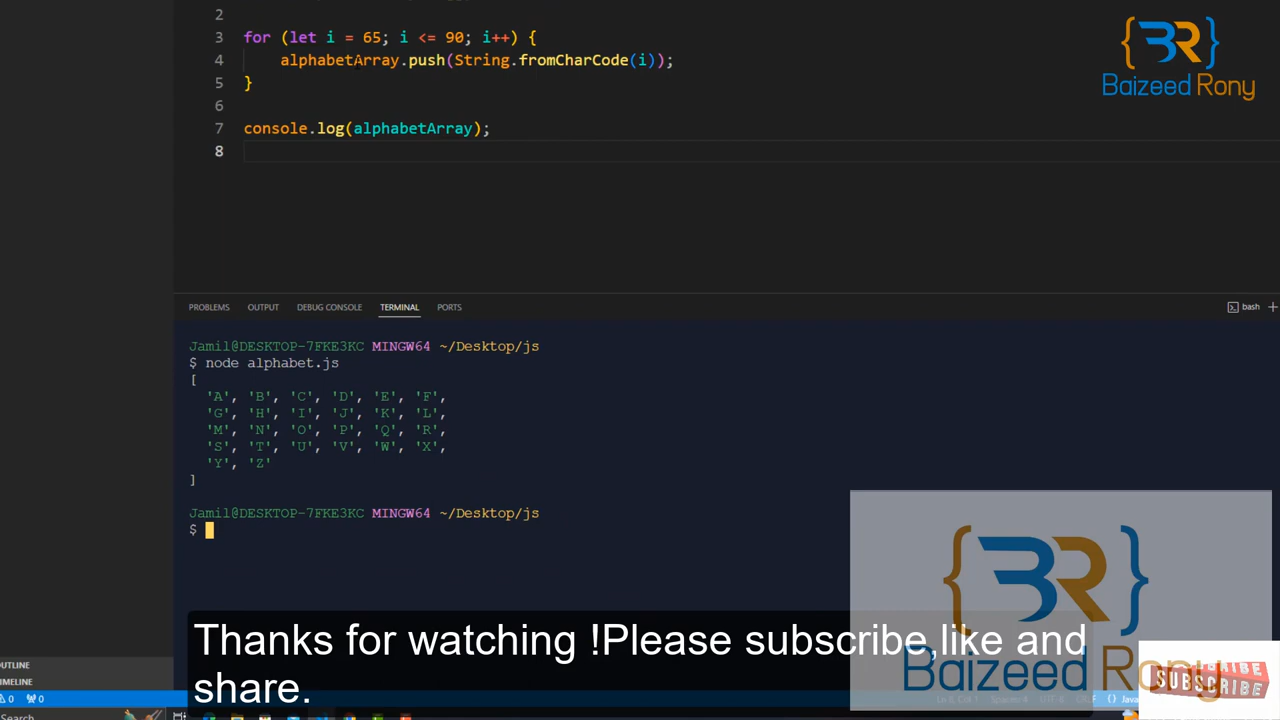 2
3 for (let i = 65; i <= 90; i++) {
4 alphabetArray.push(String.fromCharCode(i));
5 }
6
7 console.log(alphabetArray);
8
{BR}
Baizeed Rony
PROBLEMS OUTPUT DEBUG CONSOLE TERMINAL PORTS
bash +
Jamil@DESKTOP-7FKE3KC MINGW64 ~/Desktop/js
$ node alphabet.js
[
'A', 'B', 'C', 'D', 'E', 'F',
'G', 'H', 'I', 'J', 'K', 'L',
'M', 'N', 'O', 'P', 'Q', 'R',
'S', 'T', 'U', 'V', 'W', 'X',
'Y', 'Z'
]
Jamil@DESKTOP-7FKE3KC MINGW64 ~/Desktop/js
$
{BR}
Baizeed Rony
Thanks for watching !Please subscribe,like and
share.
SUBSCRIBE
OUTLINE
TIMELINE
0 0
Search